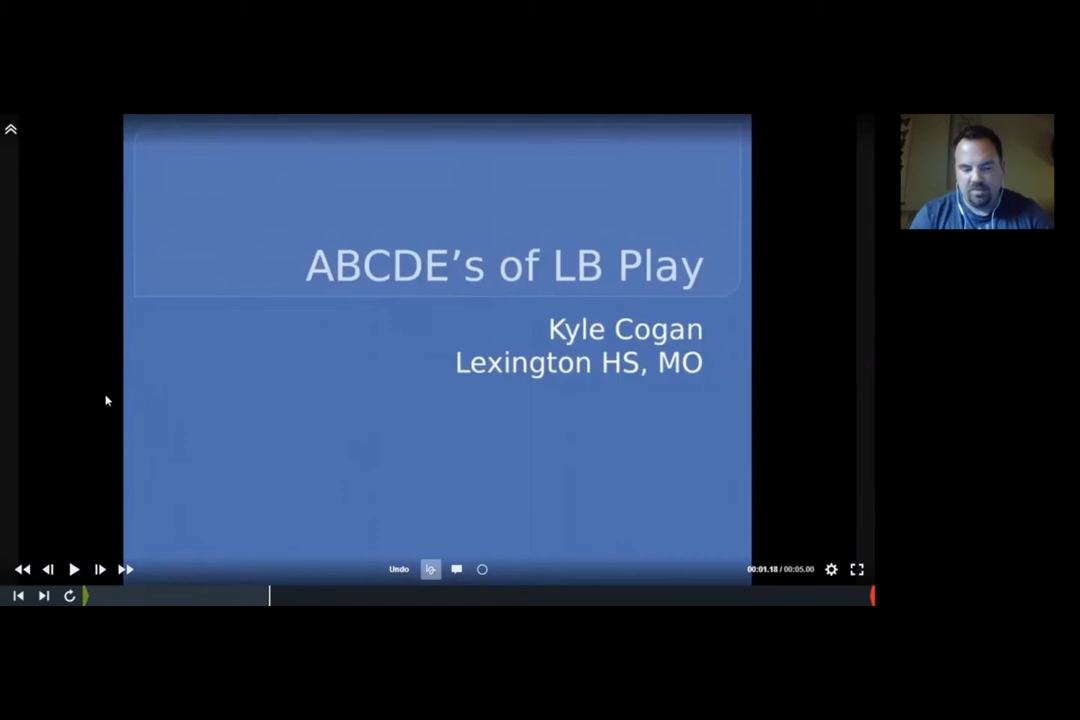 ABCDE's of LB Play
Kyle Cogan
Lexington HS, MO
Undo
00:01.18 / 00:05.00